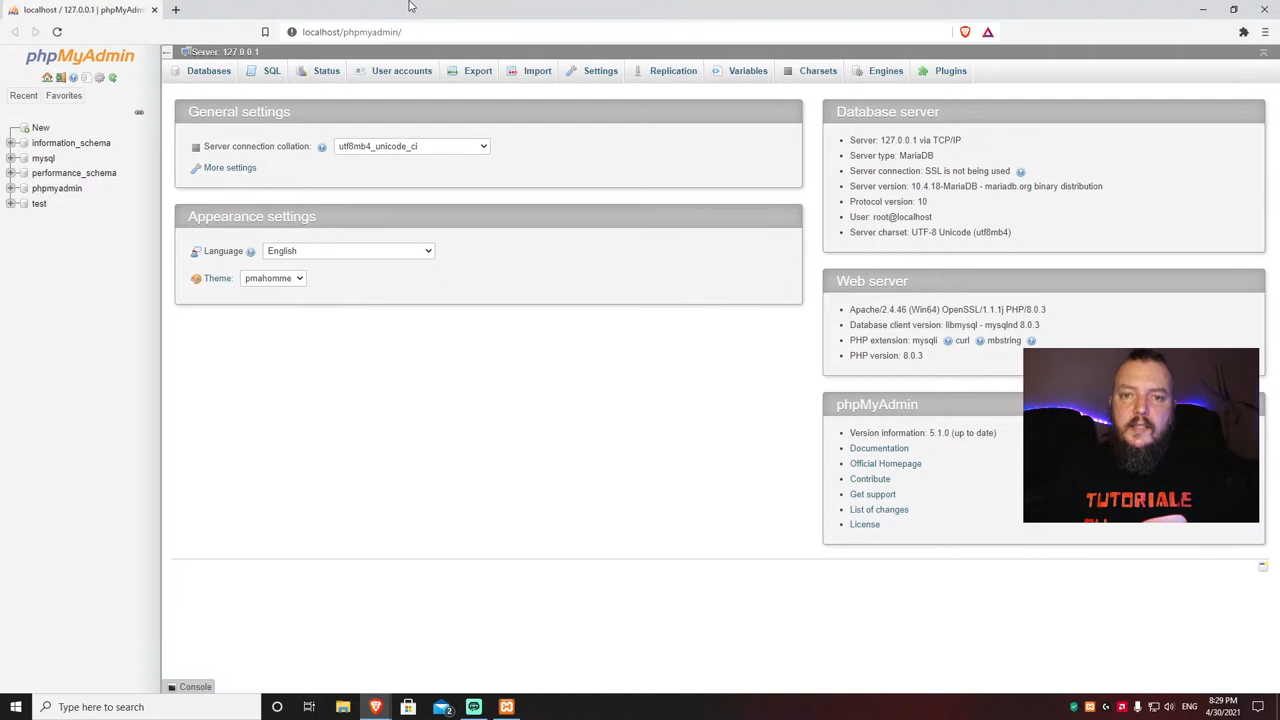 localhost / 127.0.0.1 | phpMyAdm
localhost/phpmyadmin/
phpMyAdmin
Recent
Favorites
New
information_schema
mysql
performance_schema
phpmyadmin
test
Server: 127.0.0.1
Databases
SQL
Status
User accounts
Export
Import
Settings
Replication
Variables
Charsets
Engines
Plugins
General settings
Server connection collation:
utf8mb4_unicode_ci
More settings
Appearance settings
Language
English
Theme:
pmahomme
Database server
Server: 127.0.0.1 via TCP/IP
Server type: MariaDB
Server connection: SSL is not being used
Server version: 10.4.18-MariaDB - mariadb.org binary distribution
Protocol version: 10
User: root@localhost
Server charset: UTF-8 Unicode (utf8mb4)
Web server
Apache/2.4.46 (Win64) OpenSSL/1.1.1j PHP/8.0.3
Database client version: libmysql - mysqlnd 8.0.3
PHP extension: mysqli curl mbstring
PHP version: 8.0.3
phpMyAdmin
Version information: 5.1.0 (up to date)
Documentation
Official Homepage
Contribute
Get support
List of changes
License
TUTORIALE
Console
Type here to search
2
ENG
8:29 PM
4/30/2021